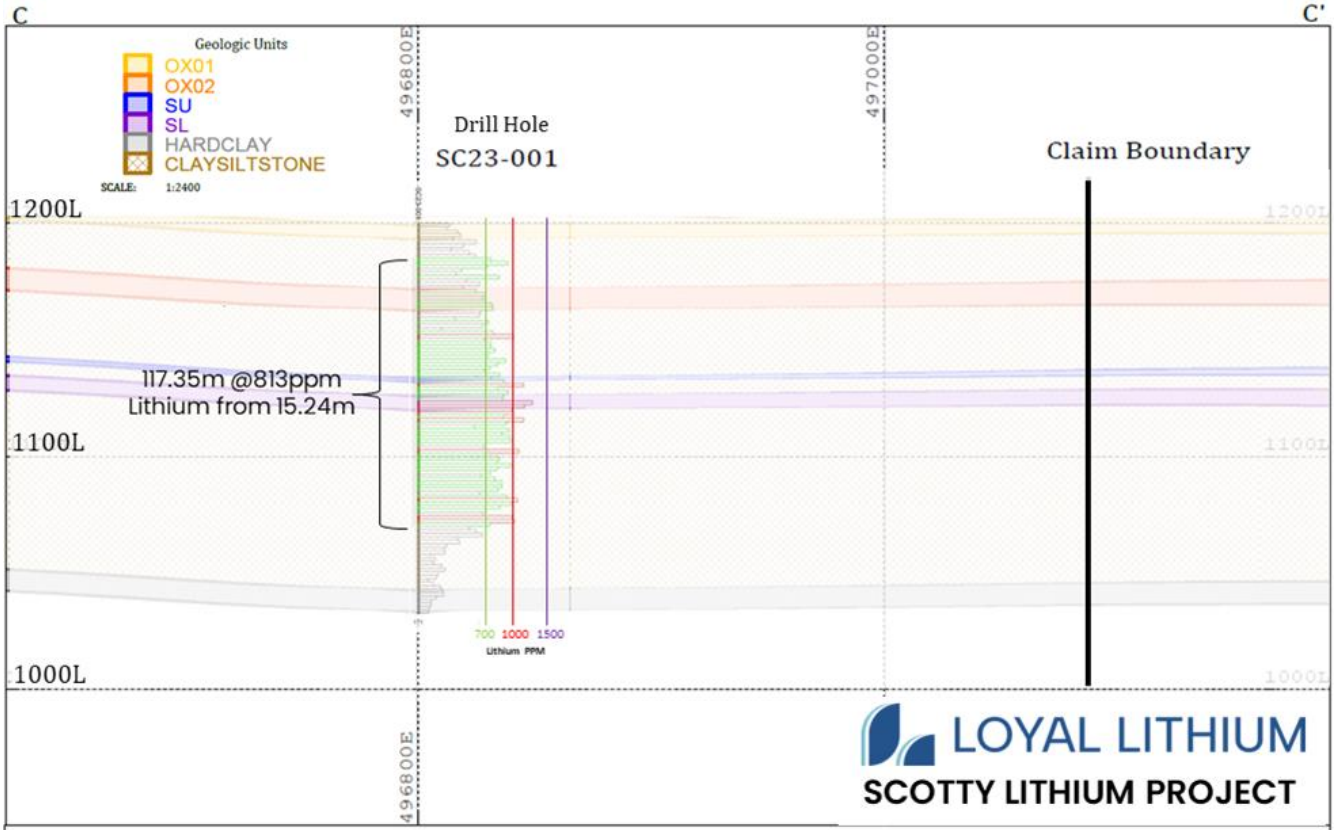 C
C'
Geologic Units
OX01
OX02
SU
SL
HARDCLAY
CLAYSILTSTONE
SCALE: 1:2400
496800E
497000E
Drill Hole
SC23-001
Claim Boundary
1200L
1200L
117.35m @813ppm
Lithium from 15.24m
1100L
1100L
700 1000 1500
Lithium PPM
1000L
1000L
496800E
LOYAL LITHIUM
SCOTTY LITHIUM PROJECT